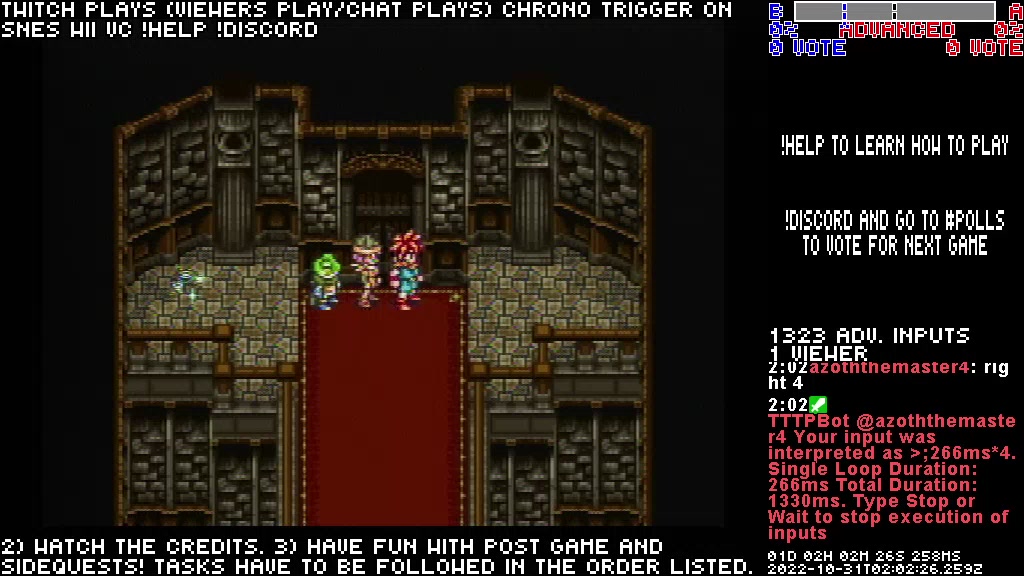 TWITCH PLAYS (VIEWERS PLAY/CHAT PLAYS) CHRONO TRIGGER ON
SNES WII VC !HELP !DISCORD
B A
0% ADVANCED 0%
0 VOTE 0 VOTE
!HELP TO LEARN HOW TO PLAY
!DISCORD AND GO TO #POLLS
TO VOTE FOR NEXT GAME
1323 ADV. INPUTS
1 VIEWER
2:02azoththemaster4: rig
ht 4
2:02
TTTPBot @azoththemaste
r4 Your input was
interpreted as >;266ms*4.
Single Loop Duration:
266ms Total Duration:
1330ms. Type Stop or
Wait to stop execution of
inputs
01D 02H 02M 26S 258MS
2022-10-31T02:02:26.259Z
2) WATCH THE CREDITS. 3) HAVE FUN WITH POST GAME AND
SIDEQUESTS! TASKS HAVE TO BE FOLLOWED IN THE ORDER LISTED.